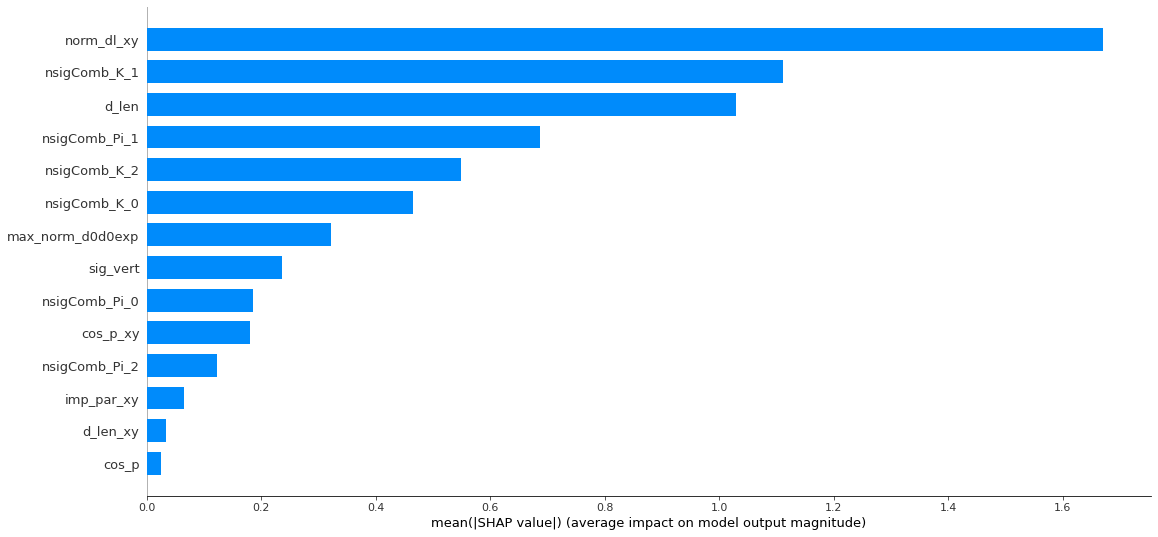 norm_dl_xy
nsigComb_K_1
d_len
nsigComb_Pi_1
nsigComb_K_2
nsigComb_K_0
max_norm_d0d0exp
sig_vert
nsigComb_Pi_0
cos_p_xy
nsigComb_Pi_2
imp_par_xy
d_len_xy
cos_p
0.0 0.2 0.4 0.6 0.8 1.0 1.2 1.4 1.6
mean(|SHAP value|) (average impact on model output magnitude)